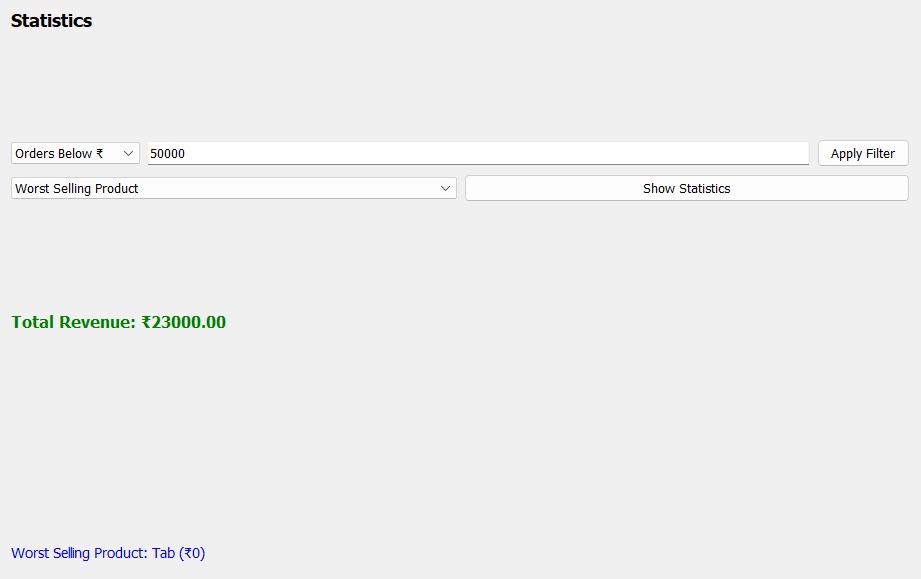 Statistics
Orders Below ₹ 50000 Apply Filter
Worst Selling Product Show Statistics
Total Revenue: ₹23000.00
Worst Selling Product: Tab (₹0)